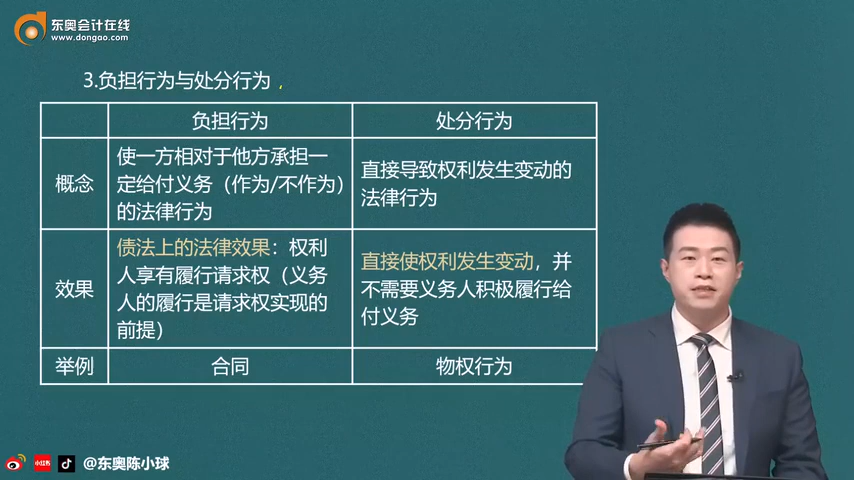 东奥会计在线
www.dongao.com
3.负担行为与处分行为
负担行为
处分行为
概念
使一方相对于他方承担一
定给付义务（作为/不作为）
的法律行为
直接导致权利发生变动的
法律行为
效果
债法上的法律效果：权利
人享有履行请求权（义务
人的履行是请求权实现的
前提）
直接使权利发生变动，并
不需要义务人积极履行给
付义务
举例
合同
物权行为
小红书
@东奥陈小球